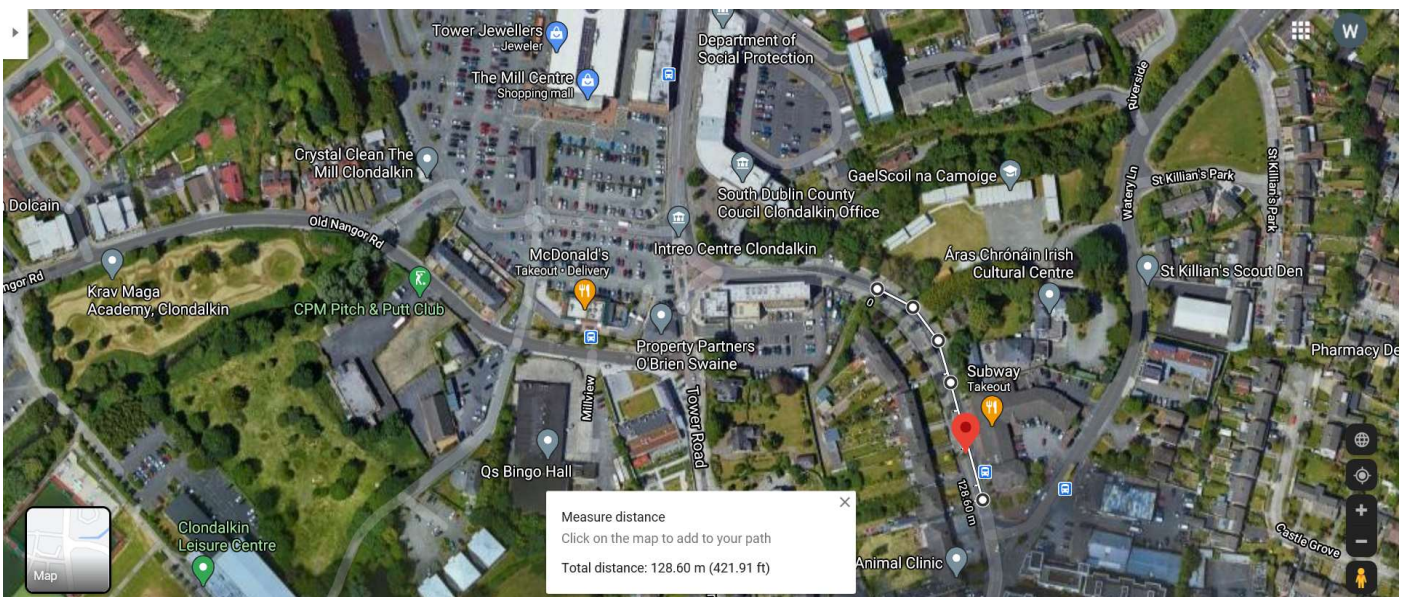 Tower Jewellers
Jeweler
The Mill Centre
Shopping mall
Department of
Social Protection
W
Riverside
Crystal Clean The
Mill Clondalkin
South Dublin County
Coucil Clondalkin Office
GaelScoil na Camoige
St Killian's Park
St Killian's Park
Watery Ln
Dolcain
Old Nangor Rd
Intreo Centre Clondalkin
McDonald's
Takeout • Delivery
Áras Chrónáin Irish
Cultural Centre
St Killian's Scout Den
ngor Rd
Krav Maga
Academy, Clondalkin
CPM Pitch & Putt Club
0
Property Partners
O'Brien Swaine
Pharmacy De
Subway
Takeout
Millview
Tower Road
Qs Bingo Hall
128.60 m
Clondalkin
Leisure Centre
Map
Measure distance
Click on the map to add to your path
Total distance: 128.60 m (421.91 ft)
Animal Clinic
Castle Grove